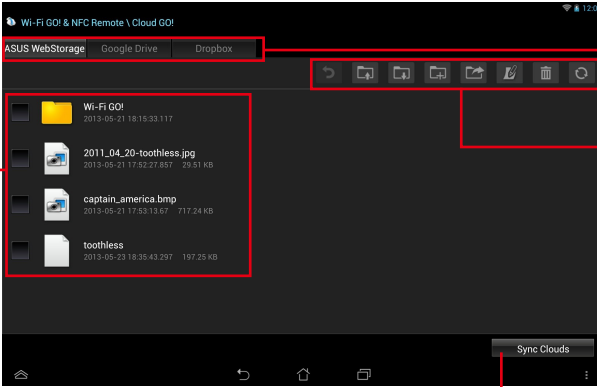 12:0
Wi-Fi GO! & NFC Remote \ Cloud GO!
ASUS WebStorage Google Drive Dropbox
Wi-Fi GO!
2013-05-21 18:15:33.117
2011_04_20-toothless.jpg
2013-05-21 17:52:27.857 29.51 KB
captain_america.bmp
2013-05-21 17:53:13.67 717.24 KB
toothless
2013-05-23 18:35:43.297 197.25 KB
Sync Clouds